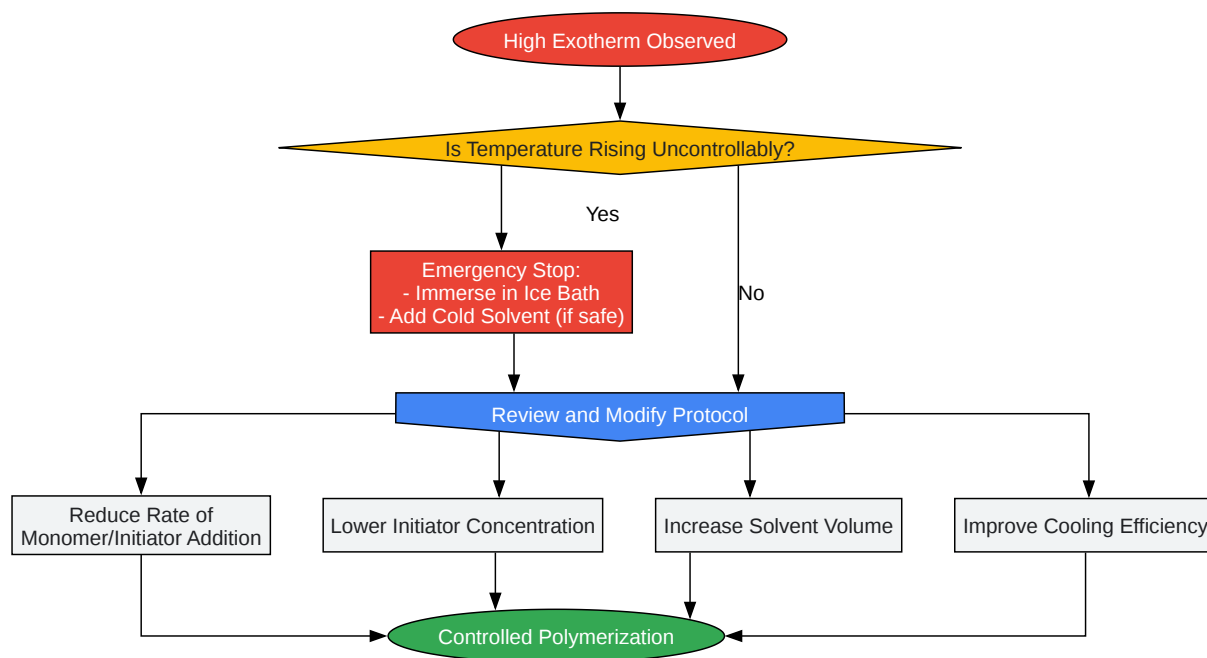 High Exotherm Observed
Is Temperature Rising Uncontrollably?
Yes
Emergency Stop:
- Immerse in Ice Bath
- Add Cold Solvent (if safe)
No
Review and Modify Protocol
Reduce Rate of
Monomer/Initiator Addition
Lower Initiator Concentration
Increase Solvent Volume
Improve Cooling Efficiency
Controlled Polymerization